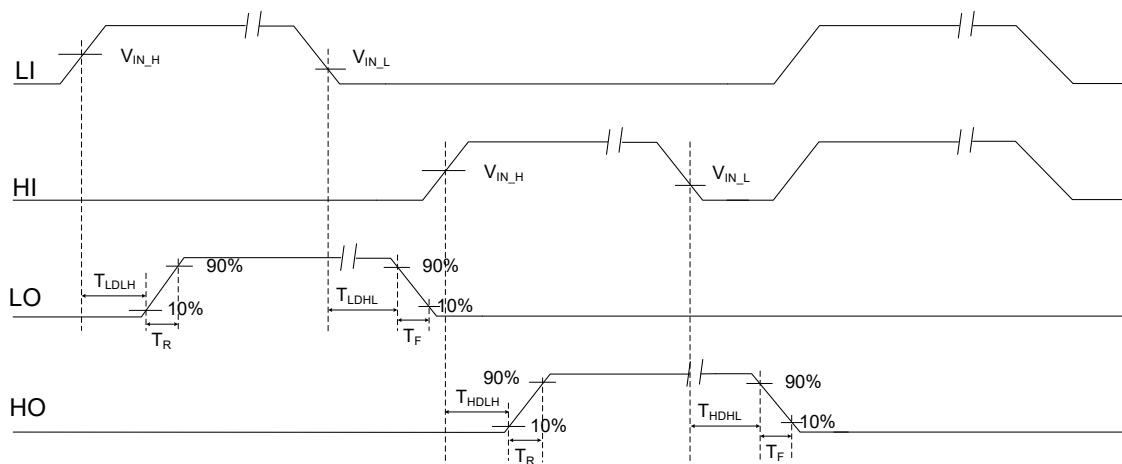 LI
V_IN_H
V_IN_L
HI
V_IN_H
V_IN_L
LO
T_LDLH
90%
10%
T_R
T_LDHL
90%
10%
T_F
HO
T_HDLH
90%
10%
T_R
T_HDHL
90%
10%
T_F